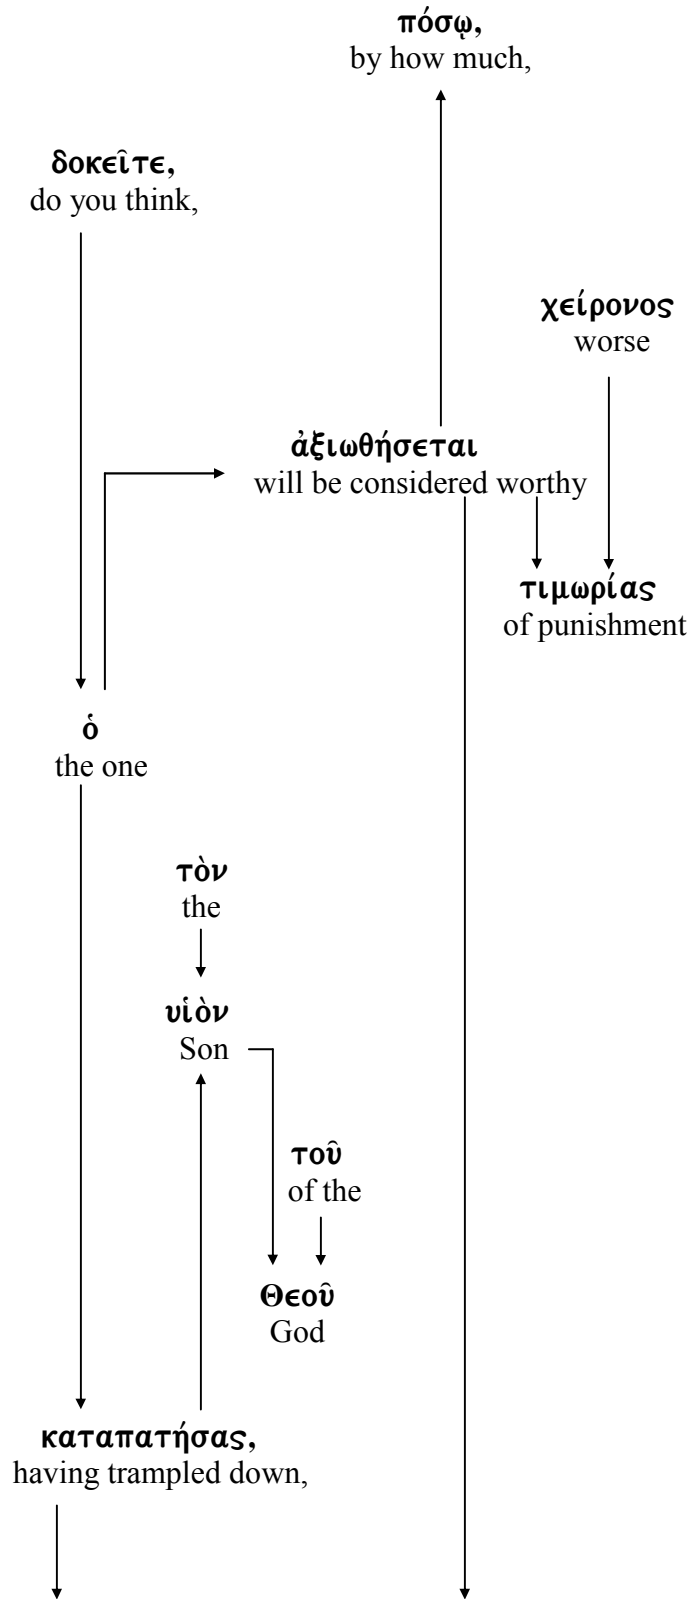 πόσῳ,
by how much,
δοκεῖτε,
do you think,
χείρονος
worse
ἀξιωθήσεται
will be considered worthy
τιμωρίας
of punishment
ὁ
the one
τὸν
the
υἱὸν
Son
τοῦ
of the
Θεοῦ
God
καταπατήσας,
having trampled down,